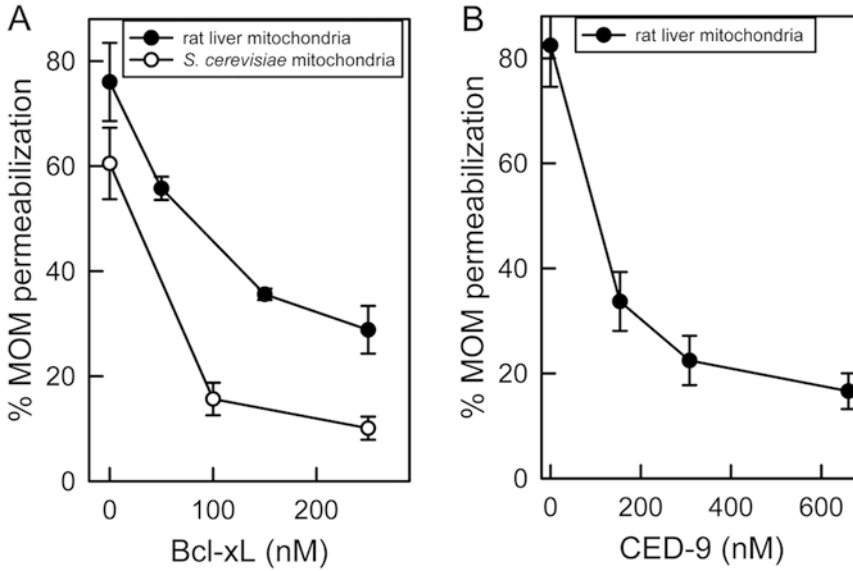 A
% MOM permeabilization
80
60
40
20
0
rat liver mitochondria
S. cerevisiae mitochondria
0 100 200
Bcl-xL (nM)
B
% MOM permeabilization
80
60
40
20
0
rat liver mitochondria
0 200 400 600
CED-9 (nM)